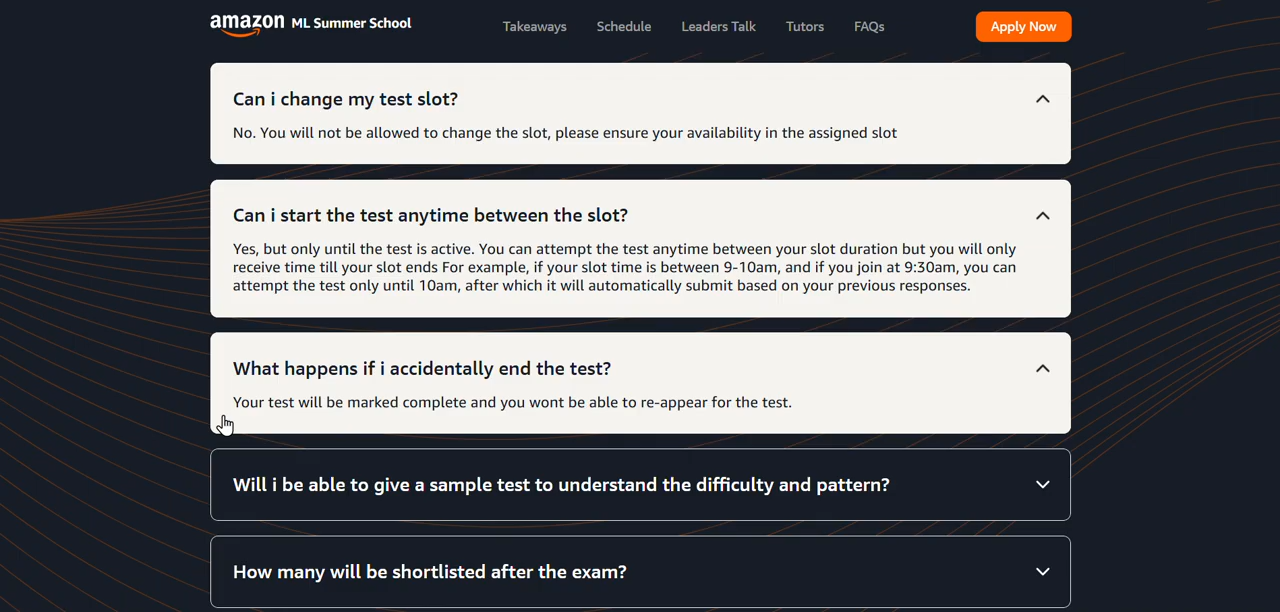 amazon ML Summer School
Takeaways Schedule Leaders Talk Tutors FAQs Apply Now
Can i change my test slot?
No. You will not be allowed to change the slot, please ensure your availability in the assigned slot
Can i start the test anytime between the slot?
Yes, but only until the test is active. You can attempt the test anytime between your slot duration but you will only
receive time till your slot ends For example, if your slot time is between 9-10am, and if you join at 9:30am, you can
attempt the test only until 10am, after which it will automatically submit based on your previous responses.
What happens if i accidentally end the test?
Your test will be marked complete and you wont be able to re-appear for the test.
Will i be able to give a sample test to understand the difficulty and pattern?
How many will be shortlisted after the exam?